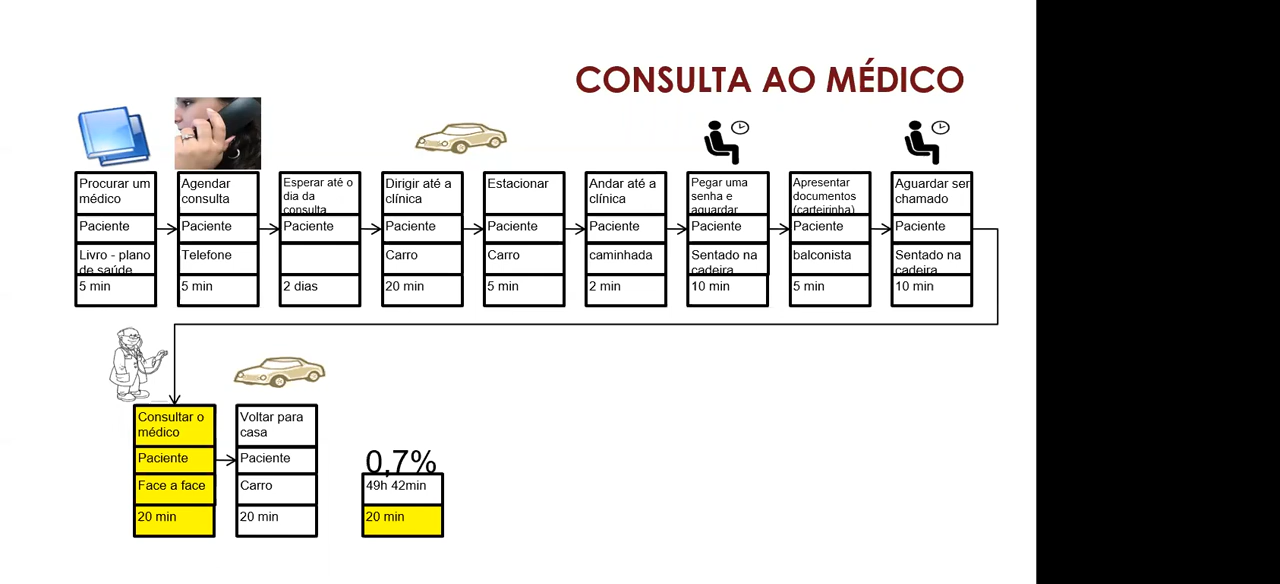 CONSULTA AO MÉDICO
Procurar um
médico
Paciente
Livro - plano
de saúde
5 min
Agendar
consulta
Paciente
Telefone
5 min
Esperar até o
dia da
consulta
Paciente
2 dias
Dirigir até a
clínica
Paciente
Carro
20 min
Estacionar
Paciente
Carro
5 min
Andar até a
clínica
Paciente
caminhada
2 min
Pegar uma
senha e
aguardar
Paciente
Sentado na
cadeira
10 min
Apresentar
documentos
(carteirinha)
Paciente
balconista
5 min
Aguardar ser
chamado
Paciente
Sentado na
cadeira
10 min
Consultar o
médico
Paciente
Face a face
20 min
Voltar para
casa
Paciente
Carro
20 min
0,7%
49h 42min
20 min